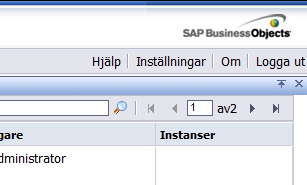 SAP BusinessObjects
Hjälp | Inställningar | Om | Logga ut
1 av2
gare Instanser
dministrator